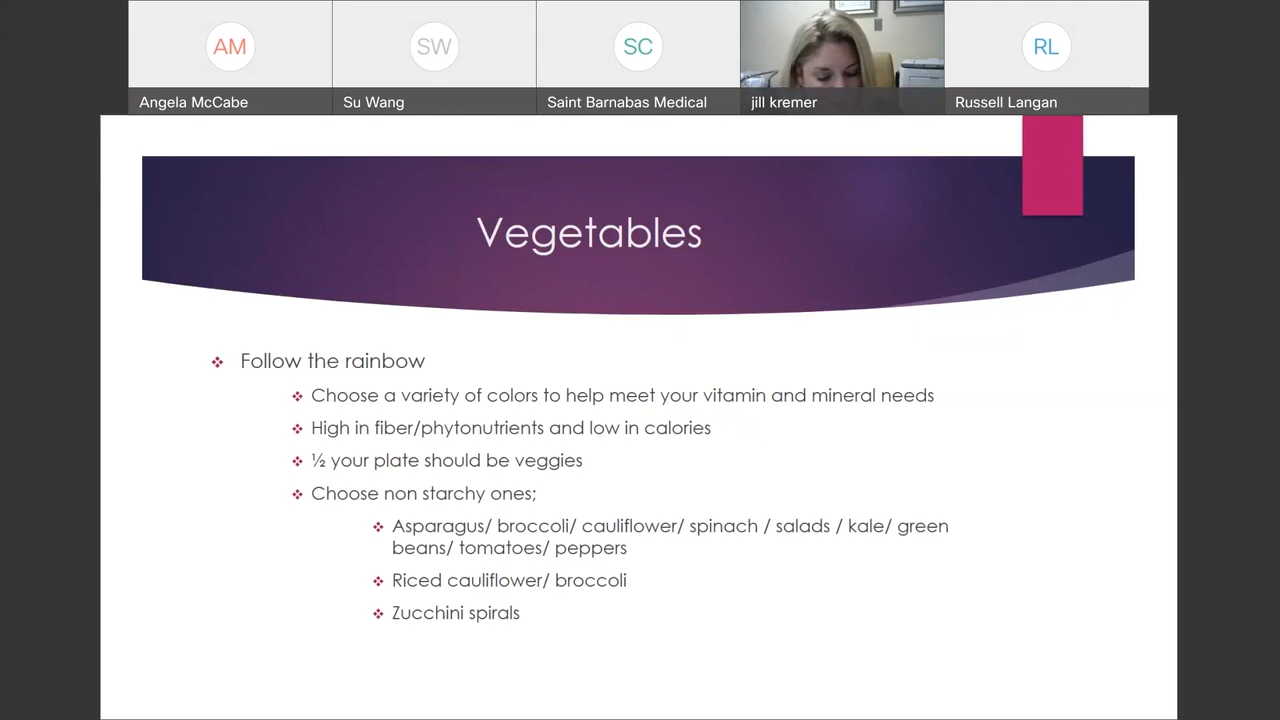 AM
SW
SC
RL
Angela McCabe
Su Wang
Saint Barnabas Medical
jill kremer
Russell Langan
Vegetables
Follow the rainbow
Choose a variety of colors to help meet your vitamin and mineral needs
High in fiber/phytonutrients and low in calories
½ your plate should be veggies
Choose non starchy ones;
Asparagus/ broccoli/ cauliflower/ spinach / salads / kale/ green
beans/ tomatoes/ peppers
Riced cauliflower/ broccoli
Zucchini spirals